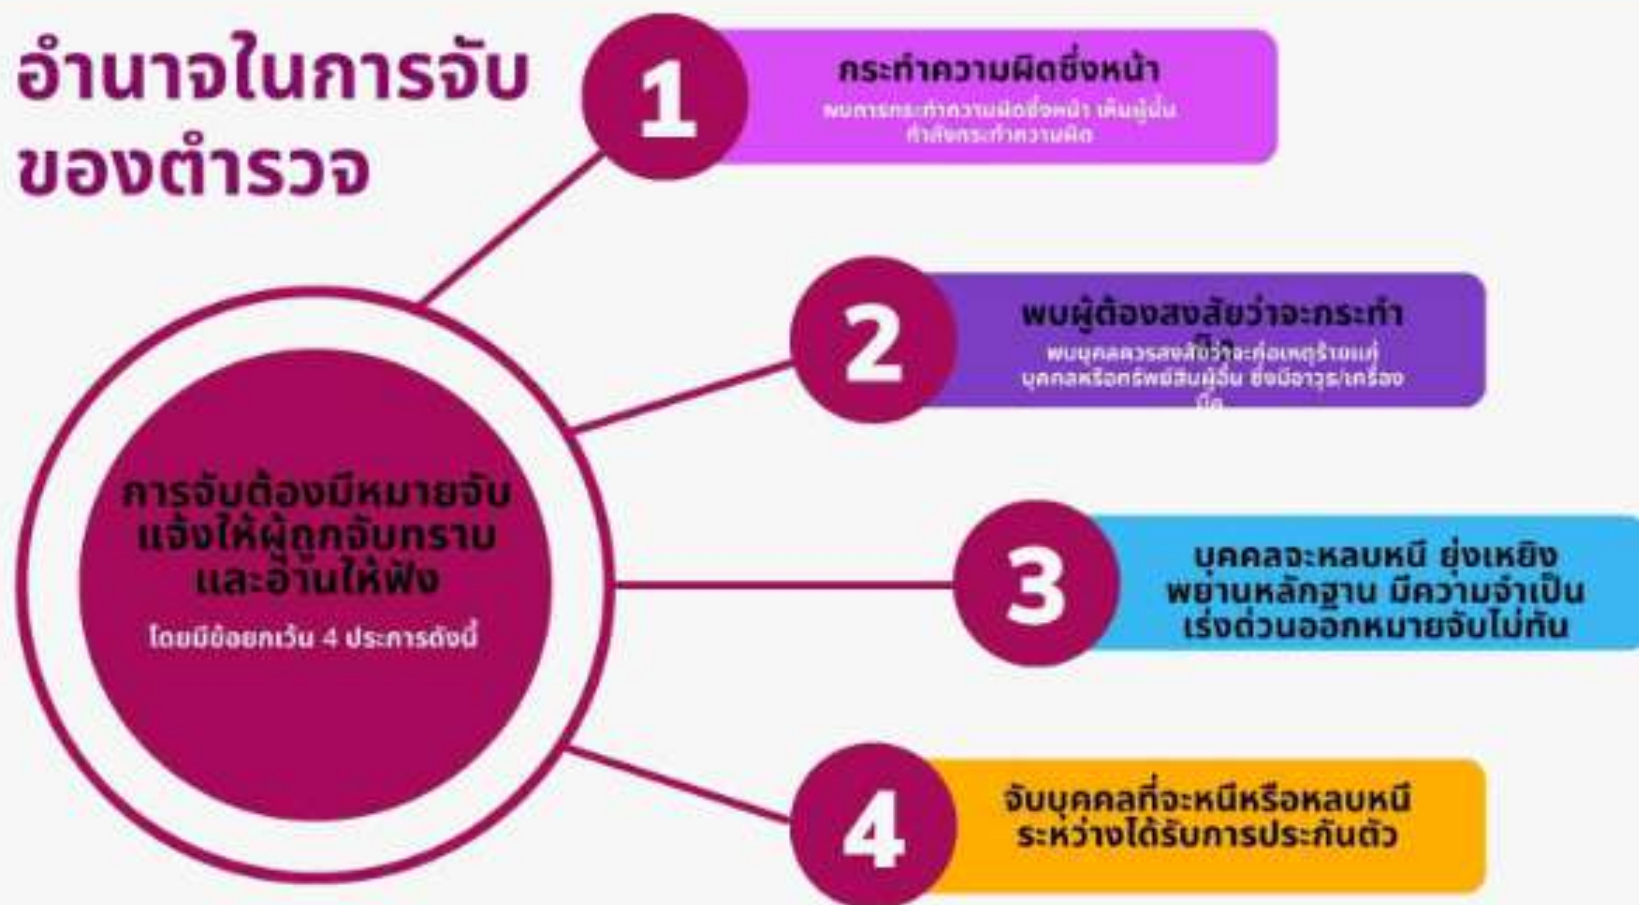 อำนาจในการจับ
ของตำรวจ
1
กระทำความผิดซึ่งหน้า
พบการกระทำความผิดซึ่งหน้า เห็นผู้นั้น
กำลังกระทำความผิด
2
พบผู้ต้องสงสัยว่าจะกระทำ
พบบุคคลควรสงสัยว่าจะก่อเหตุร้ายแก่
บุคคลหรือทรัพย์สินผู้อื่น ซึ่งมีอาวุธ/เครื่อง
มือ
3
บุคคลจะหลบหนี ยุ่งเหยิง
พยานหลักฐาน มีความจำเป็น
เร่งด่วนออกหมายจับไม่ทัน
4
จับบุคคลที่จะหนีหรือหลบหนี
ระหว่างได้รับการประกันตัว
การจับต้องมีหมายจับ
แจ้งให้ผู้ถูกจับทราบ
และอ่านให้ฟัง
โดยมีข้อยกเว้น 4 ประการดังนี้